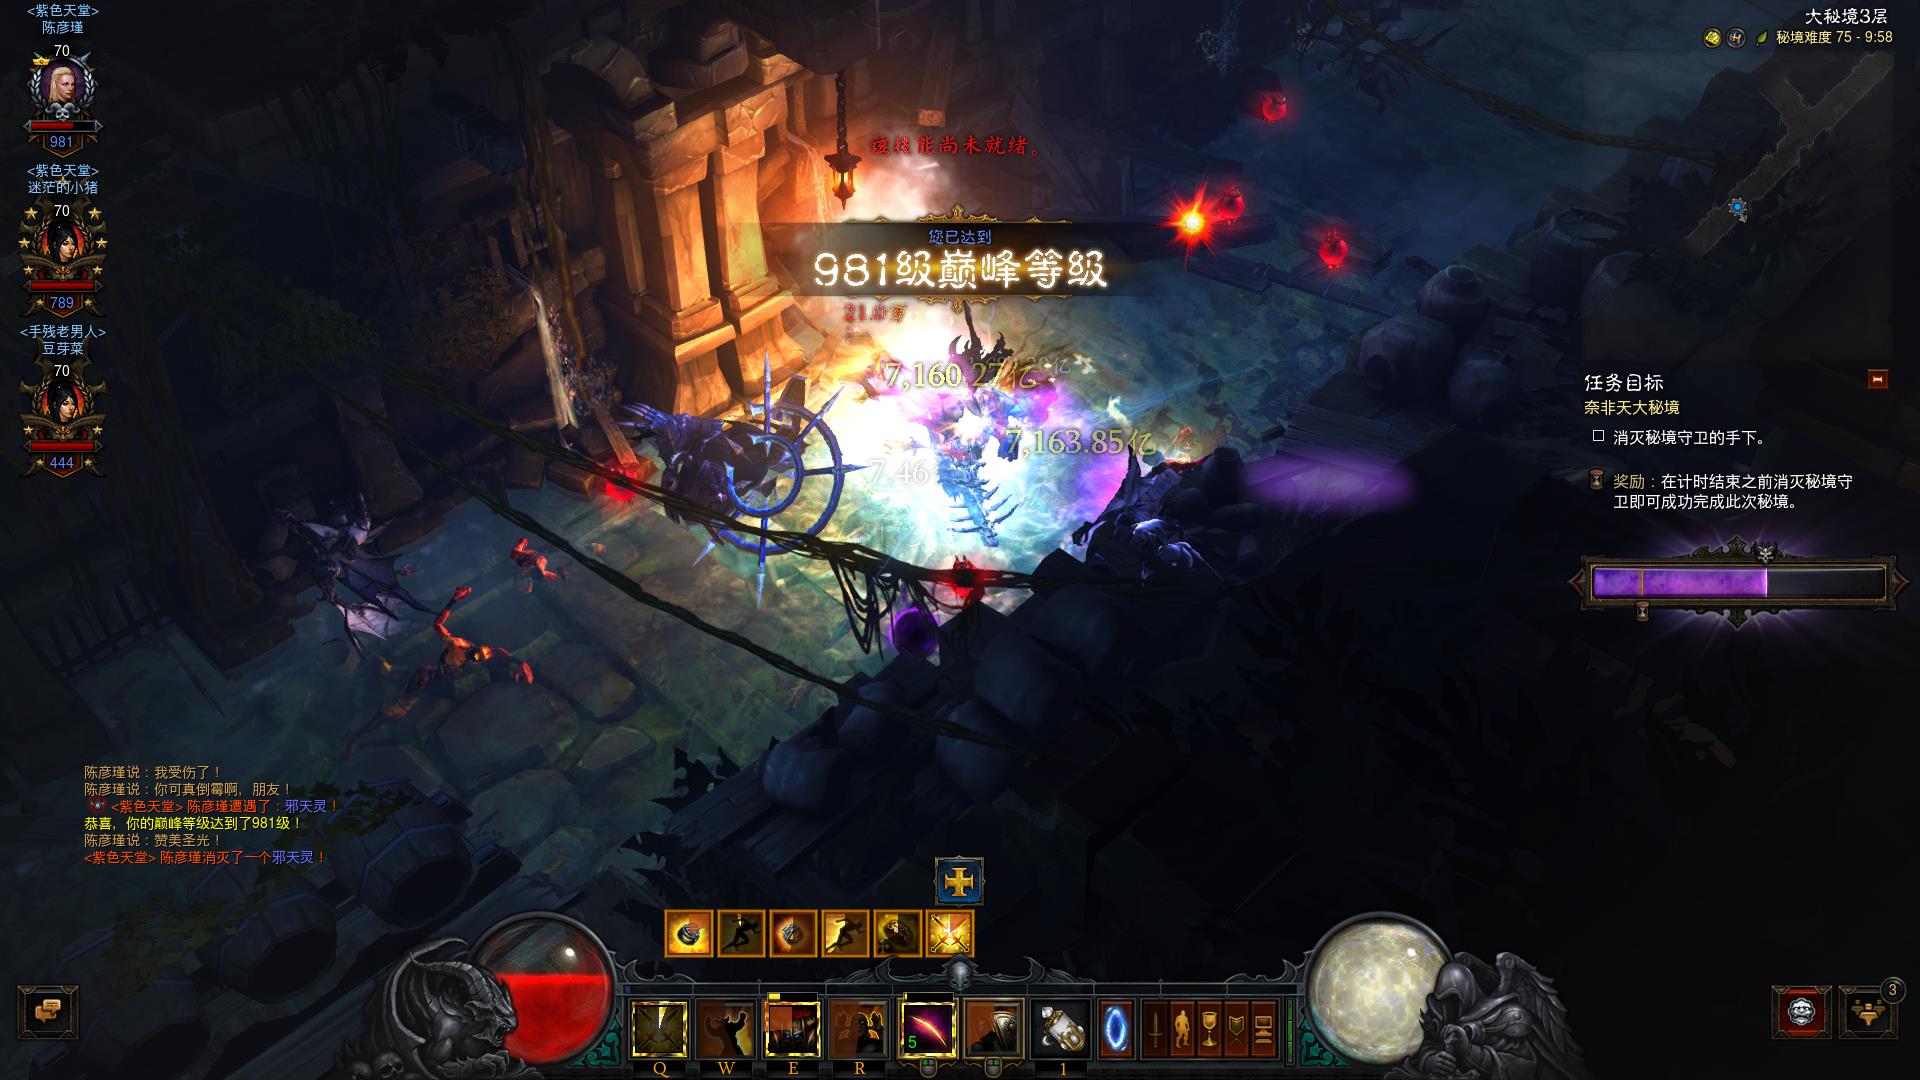 <紫色天堂>
陈彦瑾
70
981
<紫色天堂>
迷茫的小猪
70
789
<手残老男人>
豆芽菜
70
444
大秘境3层
秘境难度 75 - 9:58
该技能尚未就绪。
您已达到
981级巅峰等级
21.0万
7,160.27亿
7,163.85亿
7.46
任务目标
奈非天大秘境
消灭秘境守卫的手下。
奖励：在计时结束之前消灭秘境守
卫即可成功完成此次秘境。
陈彦瑾说：我受伤了！
陈彦瑾说：你可真倒霉啊，朋友！
<紫色天堂> 陈彦瑾遭遇了：邪天灵！
恭喜，你的巅峰等级达到了981级！
陈彦瑾说：赞美圣光！
<紫色天堂> 陈彦瑾消灭了一个邪天灵！
5
Q W E R 1
3